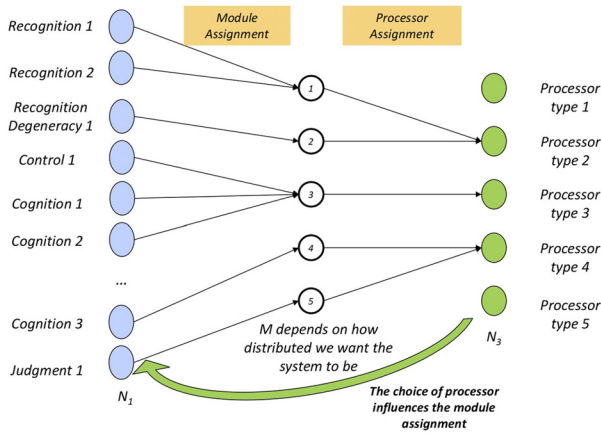 Recognition 1
Module
Assignment
Processor
Assignment
Recognition 2
Recognition
Degeneracy 1
Control 1
Cognition 1
Cognition 2
...
Cognition 3
Judgment 1
N1
1
2
3
4
5
Processor
type 1
Processor
type 2
Processor
type 3
Processor
type 4
Processor
type 5
N3
M depends on how
distributed we want the
system to be
The choice of processor
influences the module
assignment